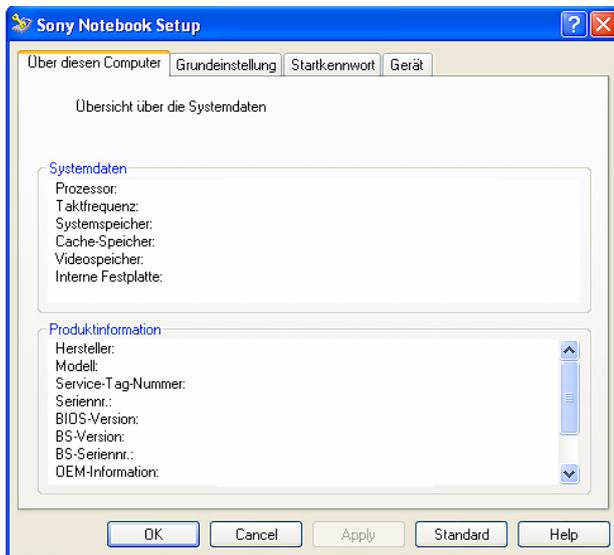 Sony Notebook Setup
Über diesen Computer Grundeinstellung Startkennwort Gerät
Übersicht über die Systemdaten
Systemdaten
Prozessor:
Taktfrequenz:
Systemspeicher:
Cache-Speicher:
Videospeicher:
Interne Festplatte:
Produktinformation
Hersteller:
Modell:
Service-Tag-Nummer:
Seriennr.:
BIOS-Version:
BS-Version:
BS-Seriennr.:
OEM-Information:
OK Cancel Apply Standard Help